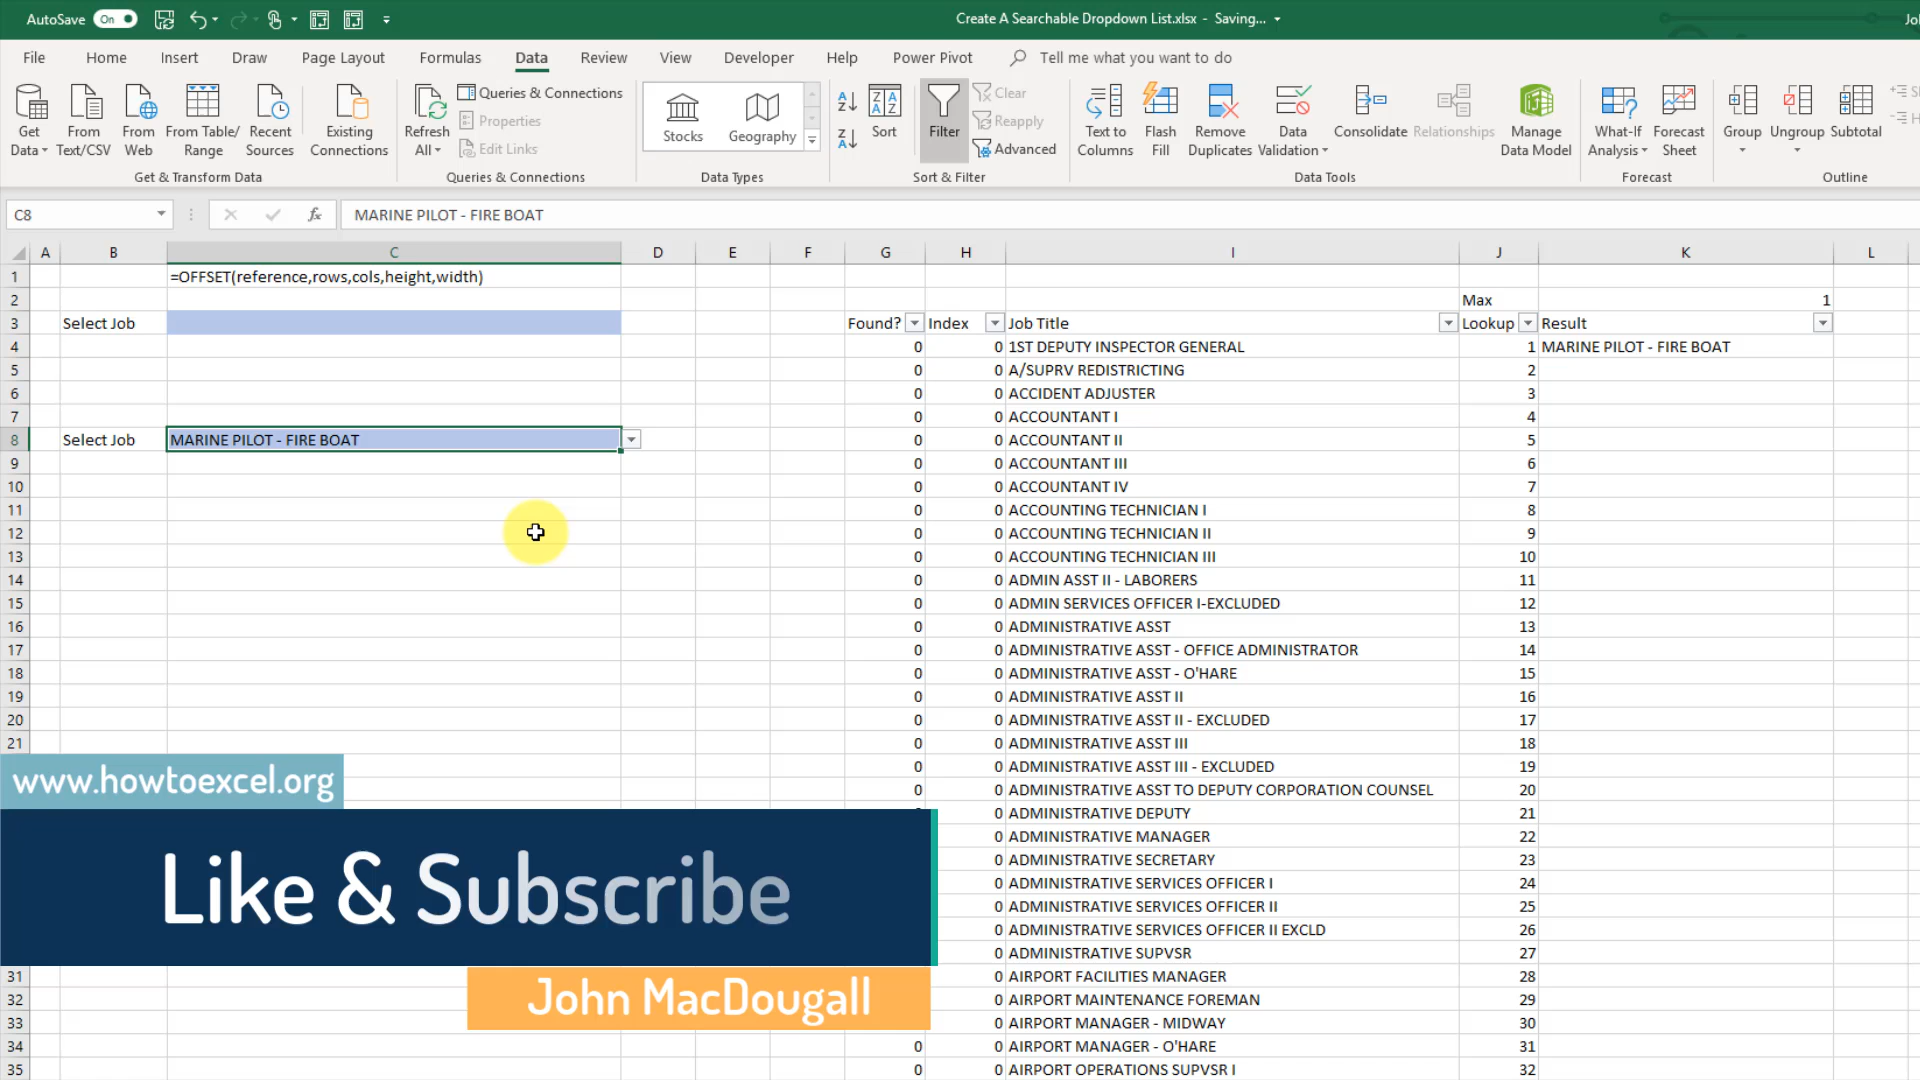 AutoSave On Create A Searchable Dropdown List.xlsx - Saving...
File Home Insert Draw Page Layout Formulas Data Review View Developer Help Power Pivot Tell me what you want to do
Get Data From Text/CSV From Web From Table/ Range Recent Sources Existing Connections Refresh All Queries & Connections Properties Edit Links Stocks Geography Sort Filter Clear Reapply Advanced Text to Columns Flash Fill Remove Duplicates Data Validation Consolidate Relationships Manage Data Model What-If Analysis Forecast Sheet Group Ungroup Subtotal
Get & Transform Data Queries & Connections Data Types Sort & Filter Data Tools Forecast Outline
C8 fx MARINE PILOT - FIRE BOAT
A B C D E F G H I J K L
1 =OFFSET(reference,rows,cols,height,width)
2 Max 1
3 Select Job Found? Index Job Title Lookup Result
4 0 0 1ST DEPUTY INSPECTOR GENERAL 1 MARINE PILOT - FIRE BOAT
5 0 0 A/SUPRV REDISTRICTING 2
6 0 0 ACCIDENT ADJUSTER 3
7 0 0 ACCOUNTANT I 4
8 Select Job MARINE PILOT - FIRE BOAT 0 0 ACCOUNTANT II 5
9 0 0 ACCOUNTANT III 6
10 0 0 ACCOUNTANT IV 7
11 0 0 ACCOUNTING TECHNICIAN I 8
12 0 0 ACCOUNTING TECHNICIAN II 9
13 0 0 ACCOUNTING TECHNICIAN III 10
14 0 0 ADMIN ASST II - LABORERS 11
15 0 0 ADMIN SERVICES OFFICER I-EXCLUDED 12
16 0 0 ADMINISTRATIVE ASST 13
17 0 0 ADMINISTRATIVE ASST - OFFICE ADMINISTRATOR 14
18 0 0 ADMINISTRATIVE ASST - O'HARE 15
19 0 0 ADMINISTRATIVE ASST II 16
20 0 0 ADMINISTRATIVE ASST II - EXCLUDED 17
21 0 0 ADMINISTRATIVE ASST III 18
0 0 ADMINISTRATIVE ASST III - EXCLUDED 19
0 0 ADMINISTRATIVE ASST TO DEPUTY CORPORATION COUNSEL 20
0 ADMINISTRATIVE DEPUTY 21
0 ADMINISTRATIVE MANAGER 22
0 ADMINISTRATIVE SECRETARY 23
0 ADMINISTRATIVE SERVICES OFFICER I 24
0 ADMINISTRATIVE SERVICES OFFICER II 25
0 ADMINISTRATIVE SERVICES OFFICER II EXCLD 26
0 ADMINISTRATIVE SUPVSR 27
31 0 AIRPORT FACILITIES MANAGER 28
32 0 AIRPORT MAINTENANCE FOREMAN 29
33 0 AIRPORT MANAGER - MIDWAY 30
34 0 0 AIRPORT MANAGER - O'HARE 31
35 0 0 AIRPORT OPERATIONS SUPVSR I 32
www.howtoexcel.org
Like & Subscribe
John MacDougall